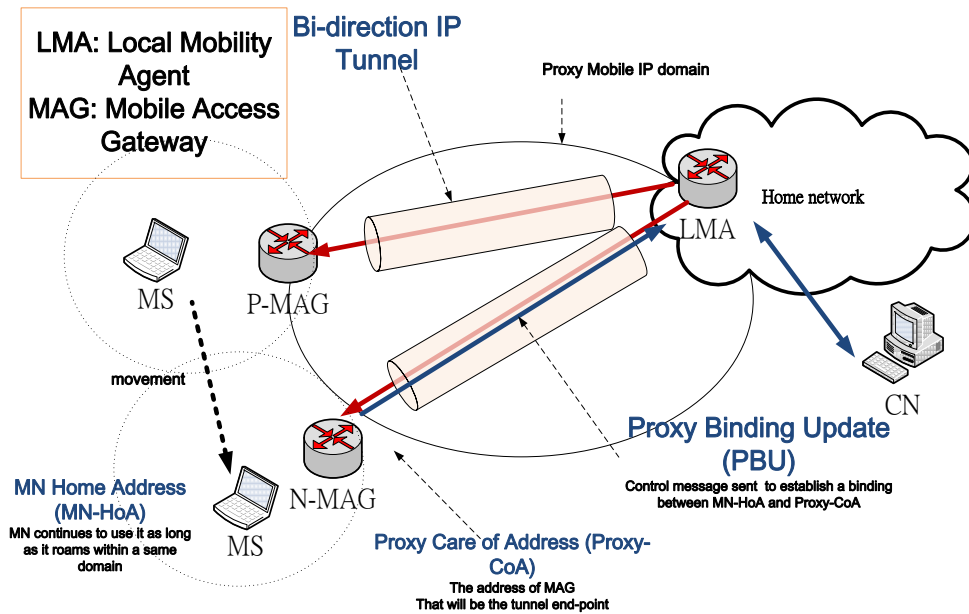 LMA: Local Mobility
Agent
MAG: Mobile Access
Gateway
Bi-direction IP
Tunnel
Proxy Mobile IP domain
Home network
LMA
MS
P-MAG
CN
movement
N-MAG
MS
Proxy Binding Update
(PBU)
Control message sent to establish a binding
between MN-HoA and Proxy-CoA
MN Home Address
(MN-HoA)
MN continues to use it as long
as it roams within a same
domain
Proxy Care of Address (Proxy-
CoA)
The address of MAG
That will be the tunnel end-point